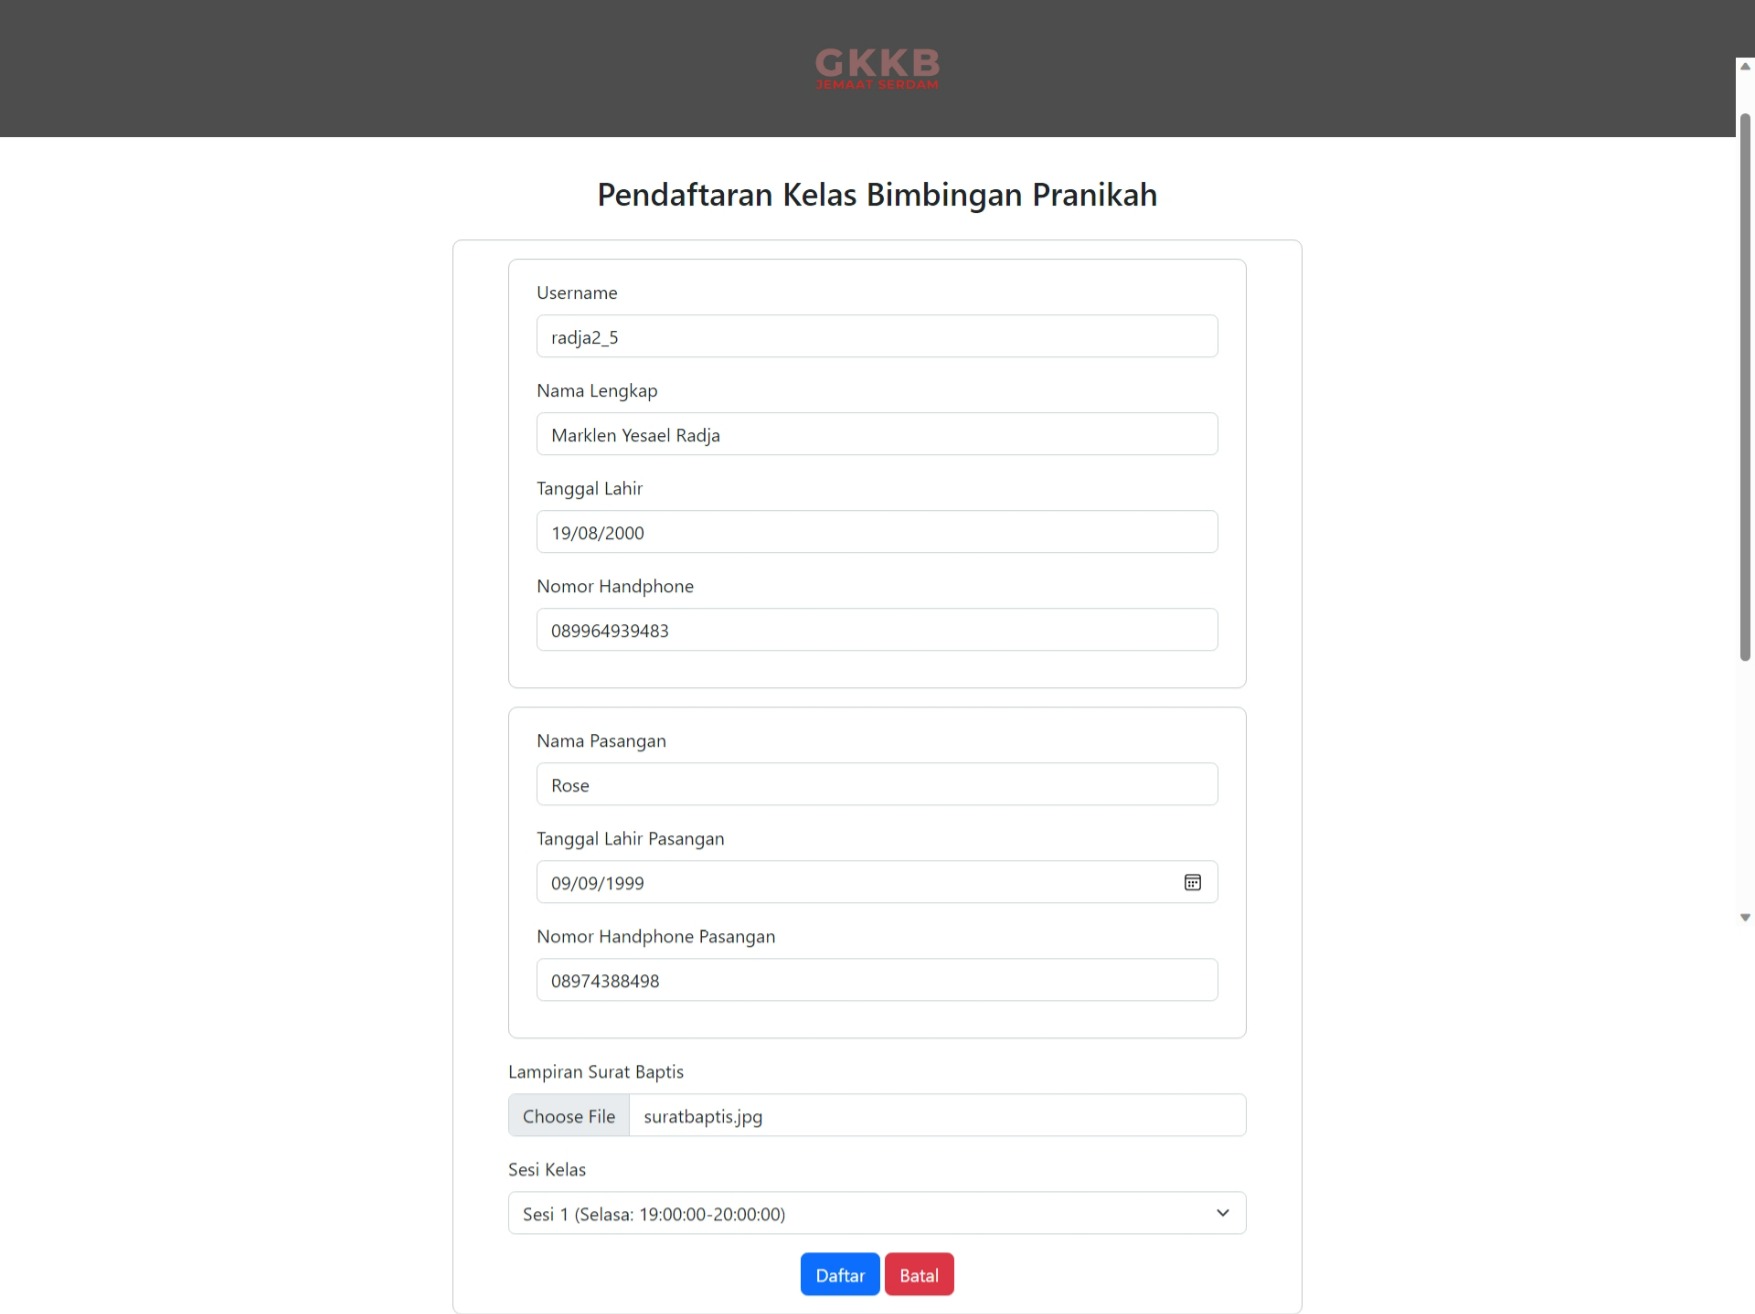 GKKB
JEMAAT SERDAM
Pendaftaran Kelas Bimbingan Pranikah
Username
radja2_5
Nama Lengkap
Marklen Yesael Radja
Tanggal Lahir
19/08/2000
Nomor Handphone
089964939483
Nama Pasangan
Rose
Tanggal Lahir Pasangan
09/09/1999
Nomor Handphone Pasangan
08974388498
Lampiran Surat Baptis
Choose File suratbaptis.jpg
Sesi Kelas
Sesi 1 (Selasa: 19:00:00-20:00:00)
Daftar Batal